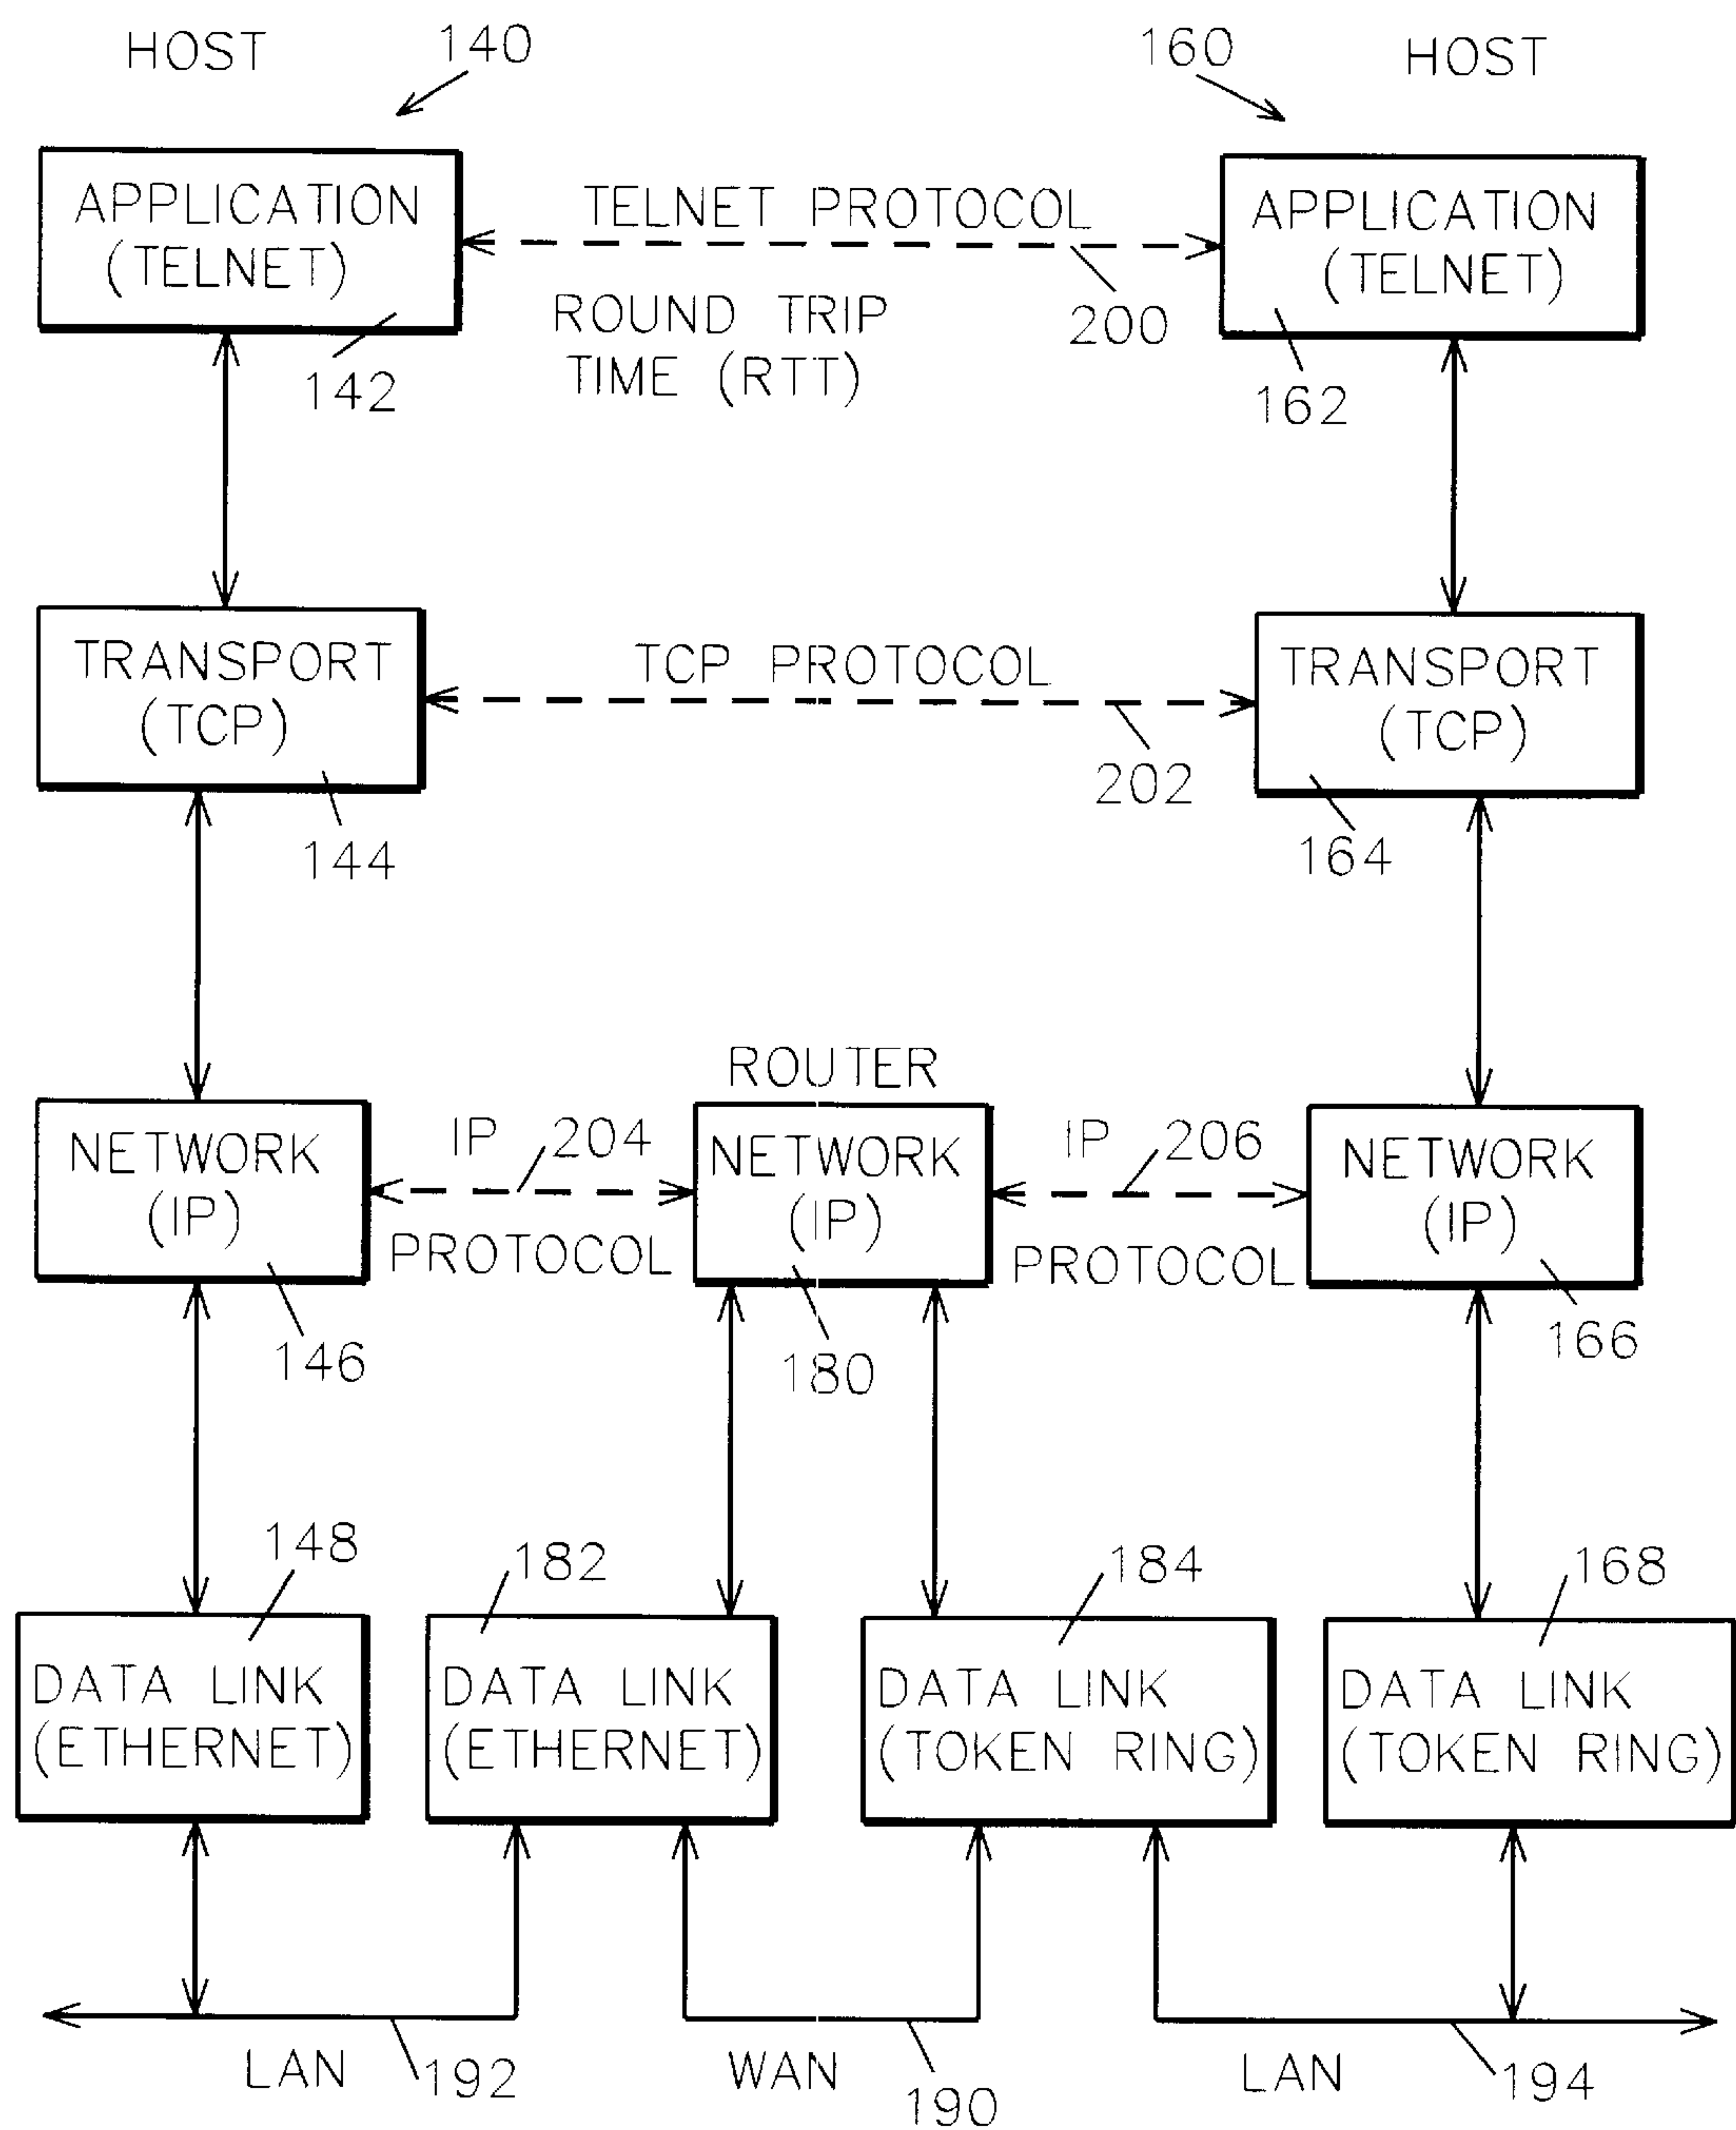 HOST
140
160
HOST
APPLICATION
(TELNET)
142
TELNET PROTOCOL
200
ROUND TRIP
TIME (RTT)
APPLICATION
(TELNET)
162
TRANSPORT
(TCP)
144
TCP PROTOCOL
202
TRANSPORT
(TCP)
164
ROUTER
NETWORK
(IP)
146
IP
204
PROTOCOL
NETWORK
(IP)
180
IP
206
PROTOCOL
NETWORK
(IP)
166
148
DATA LINK
(ETHERNET)
182
DATA LINK
(ETHERNET)
184
DATA LINK
(TOKEN RING)
168
DATA LINK
(TOKEN RING)
LAN
192
WAN
190
LAN
194